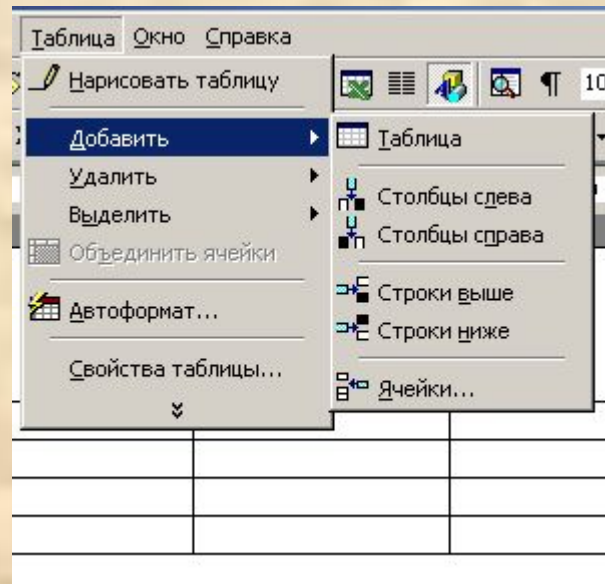 Таблица Окно Справка
Нарисовать таблицу
10
Добавить
Таблица
Удалить
Столбцы слева
Выделить
Столбцы справа
Объединить ячейки
Строки выше
Автоформат...
Строки ниже
Свойства таблицы...
Ячейки...